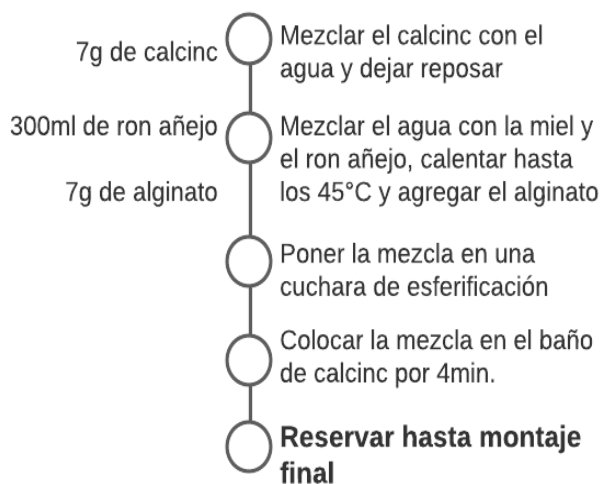 7g de calcinc
Mezclar el calcinc con el
agua y dejar reposar
300ml de ron añejo
7g de alginato
Mezclar el agua con la miel y
el ron añejo, calentar hasta
los 45°C y agregar el alginato
Poner la mezcla en una
cuchara de esferificación
Colocar la mezcla en el baño
de calcinc por 4min.
Reservar hasta montaje
final